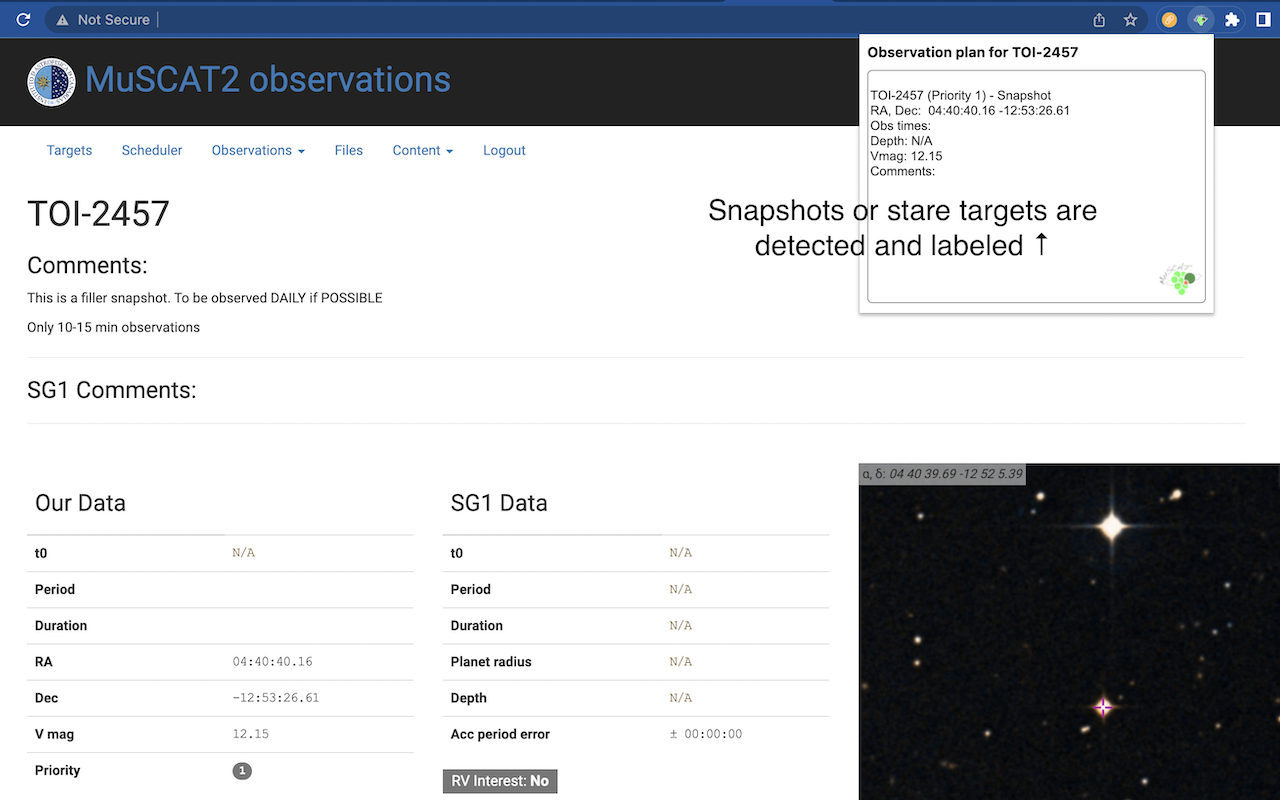 Not Secure
Observation plan for TOI-2457
MuSCAT2 observations
TOI-2457 (Priority 1) - Snapshot
RA, Dec: 04:40:40.16 -12:53:26.61
Obs times:
Depth: N/A
Vmag: 12.15
Comments:
Targets Scheduler Observations Files Content Logout
TOI-2457
Snapshots or stare targets are
detected and labeled ↑
Comments:
This is a filler snapshot. To be observed DAILY if POSSIBLE
Only 10-15 min observations
SG1 Comments:
Our Data
t0 N/A
Period
Duration
RA 04:40:40.16
Dec -12:53:26.61
V mag 12.15
Priority 1
SG1 Data
t0 N/A
Period N/A
Duration N/A
Planet radius N/A
Depth N/A
Acc period error ± 00:00:00
RV Interest: No
α, δ: 04 40 39.69 -12 52 5.39